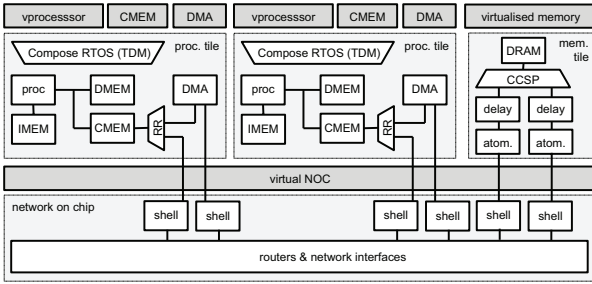 vprocesssor CMEM DMA vprocesssor CMEM DMA virtualised memory
Compose RTOS (TDM) proc. tile
proc DMEM DMA
IMEM CMEM RR
Compose RTOS (TDM) proc. tile
proc DMEM DMA
IMEM CMEM RR
DRAM mem.
tile
CCSP
delay delay
atom. atom.
virtual NOC
network on chip
shell shell shell shell shell shell
routers & network interfaces